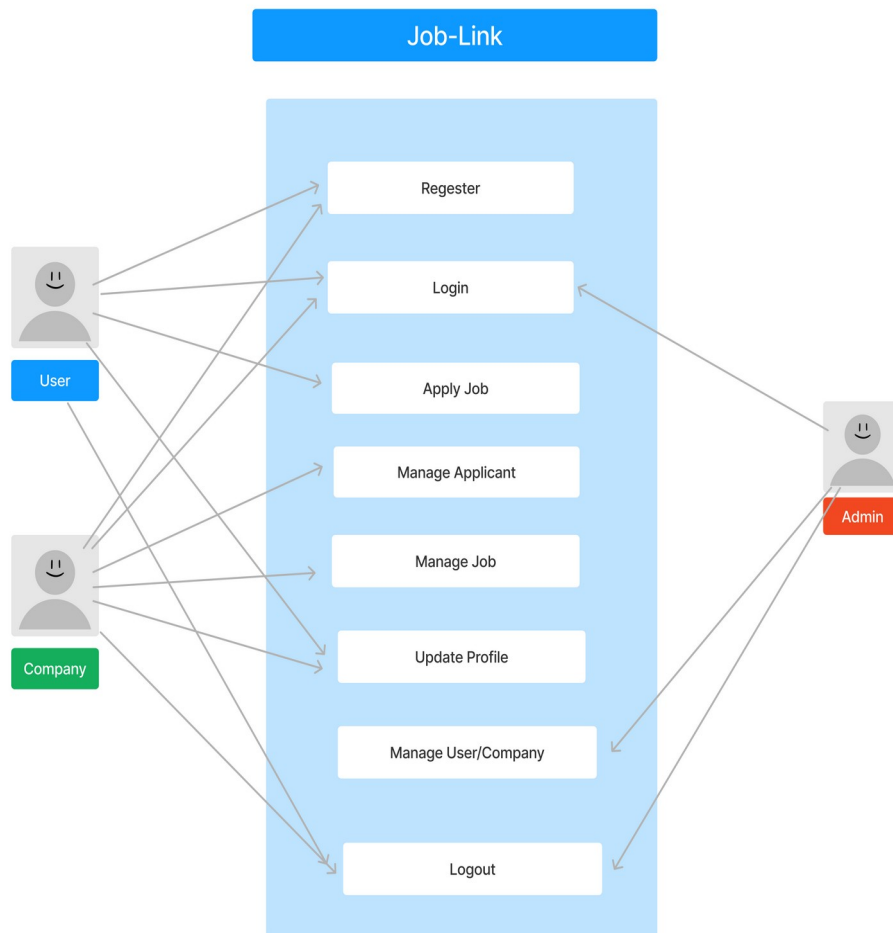 Job-Link
Regester
Login
User
Apply Job
Manage Applicant
Admin
Manage Job
Company
Update Profile
Manage User/Company
Logout